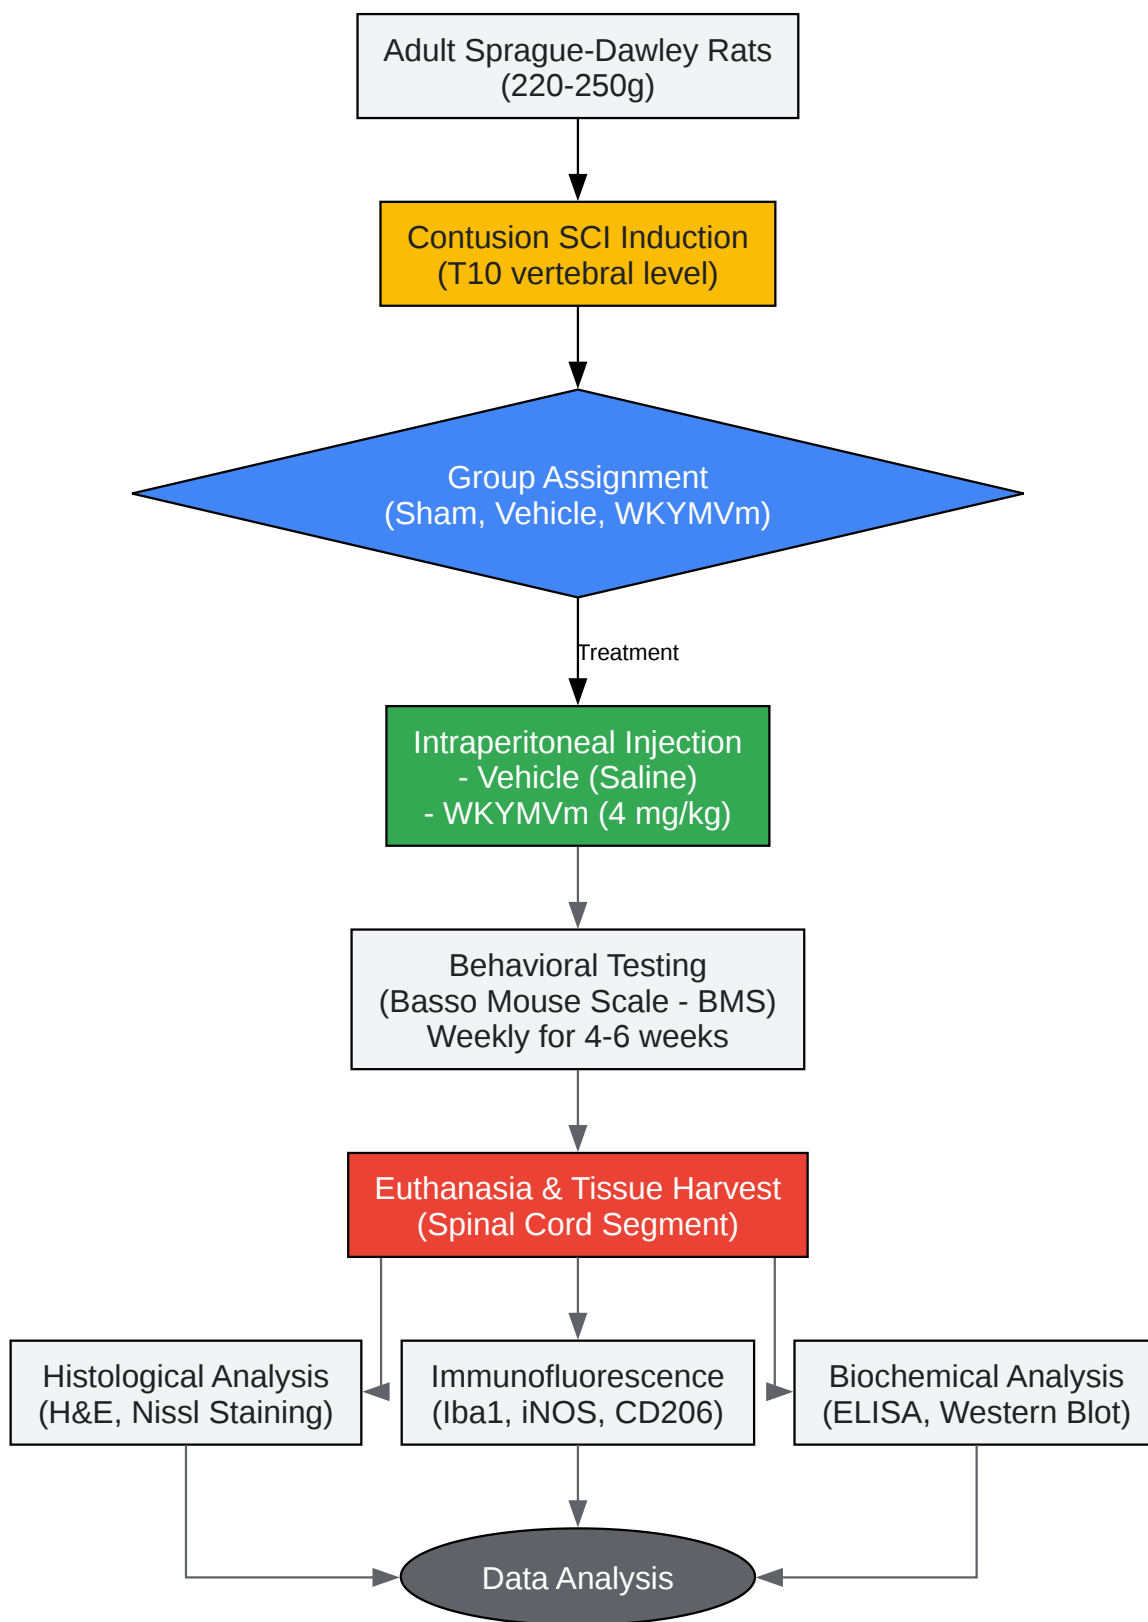 Adult Sprague-Dawley Rats
(220-250g)
Contusion SCI Induction
(T10 vertebral level)
Group Assignment
(Sham, Vehicle, WKYMVm)
Treatment
Intraperitoneal Injection
- Vehicle (Saline)
- WKYMVm (4 mg/kg)
Behavioral Testing
(Basso Mouse Scale - BMS)
Weekly for 4-6 weeks
Euthanasia & Tissue Harvest
(Spinal Cord Segment)
Histological Analysis
(H&E, Nissl Staining)
Immunofluorescence
(Iba1, iNOS, CD206)
Biochemical Analysis
(ELISA, Western Blot)
Data Analysis